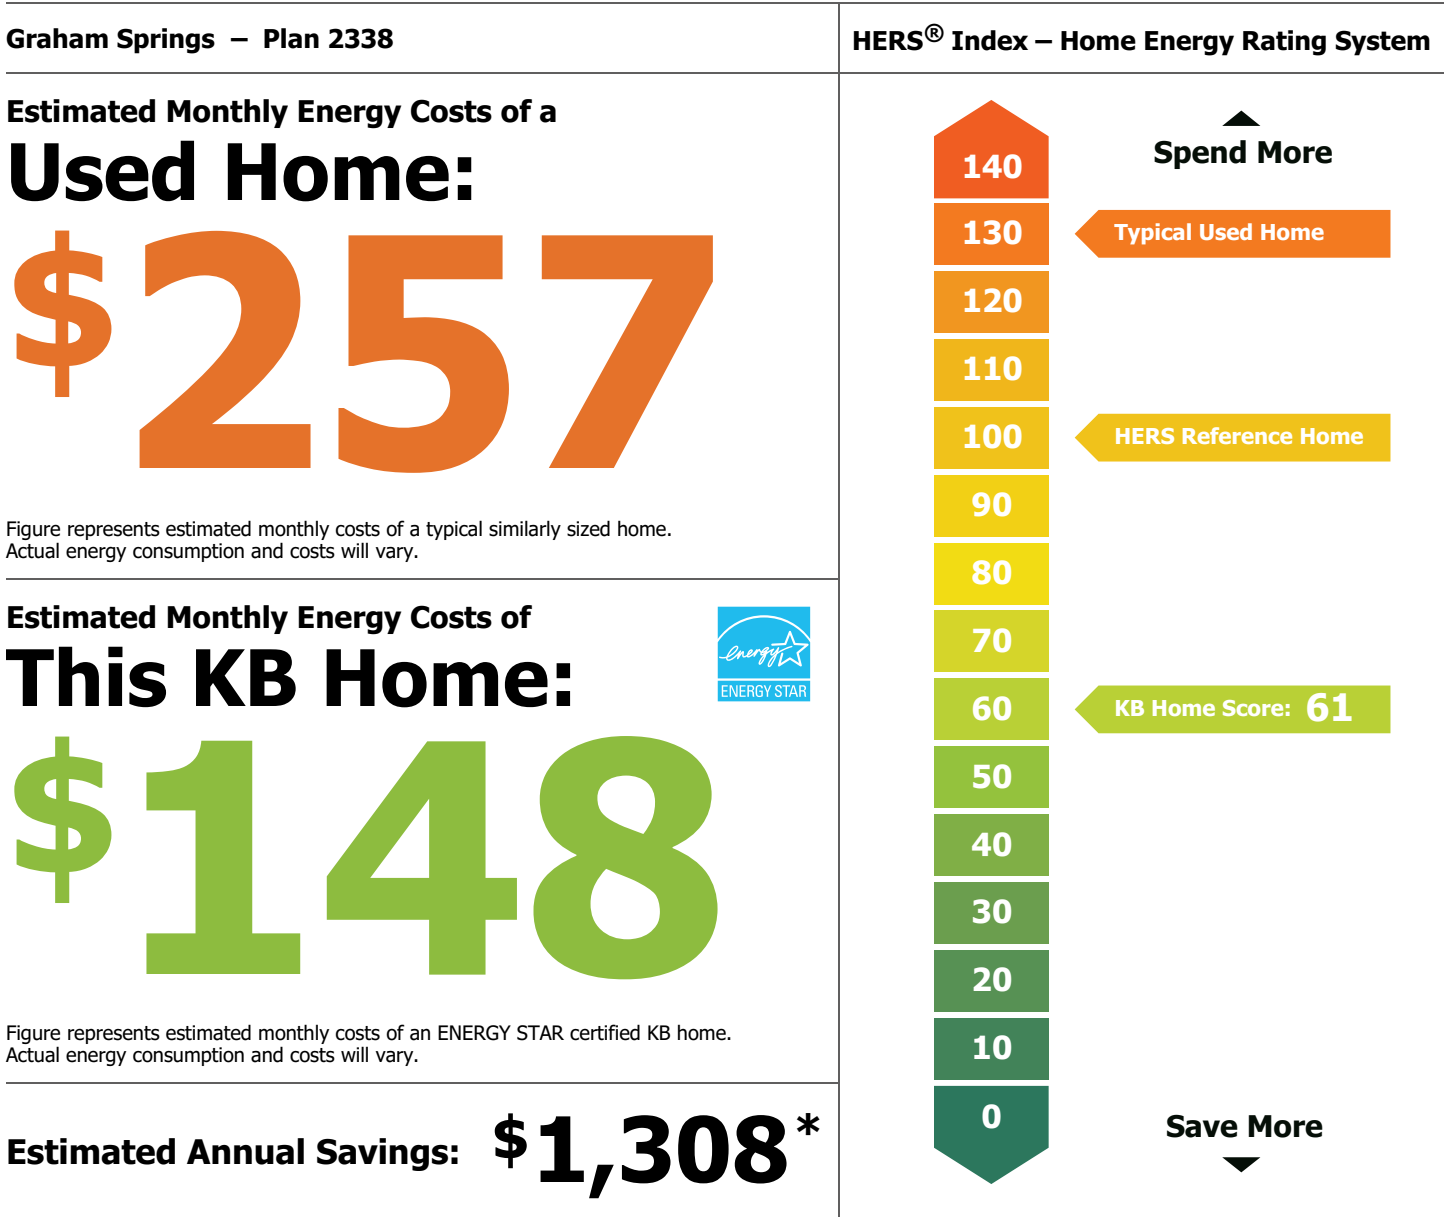 Graham Springs – Plan 2338
Estimated Monthly Energy Costs of a
Used Home:
$257
Figure represents estimated monthly costs of a typical similarly sized home.
Actual energy consumption and costs will vary.
Estimated Monthly Energy Costs of
This KB Home:
energy
ENERGY STAR
$148
Figure represents estimated monthly costs of an ENERGY STAR certified KB home.
Actual energy consumption and costs will vary.
Estimated Annual Savings: $1,308*
HERS® Index – Home Energy Rating System
Spend More
140
130 Typical Used Home
120
110
100 HERS Reference Home
90
80
70
60 KB Home Score: 61
50
40
30
20
10
0
Save More